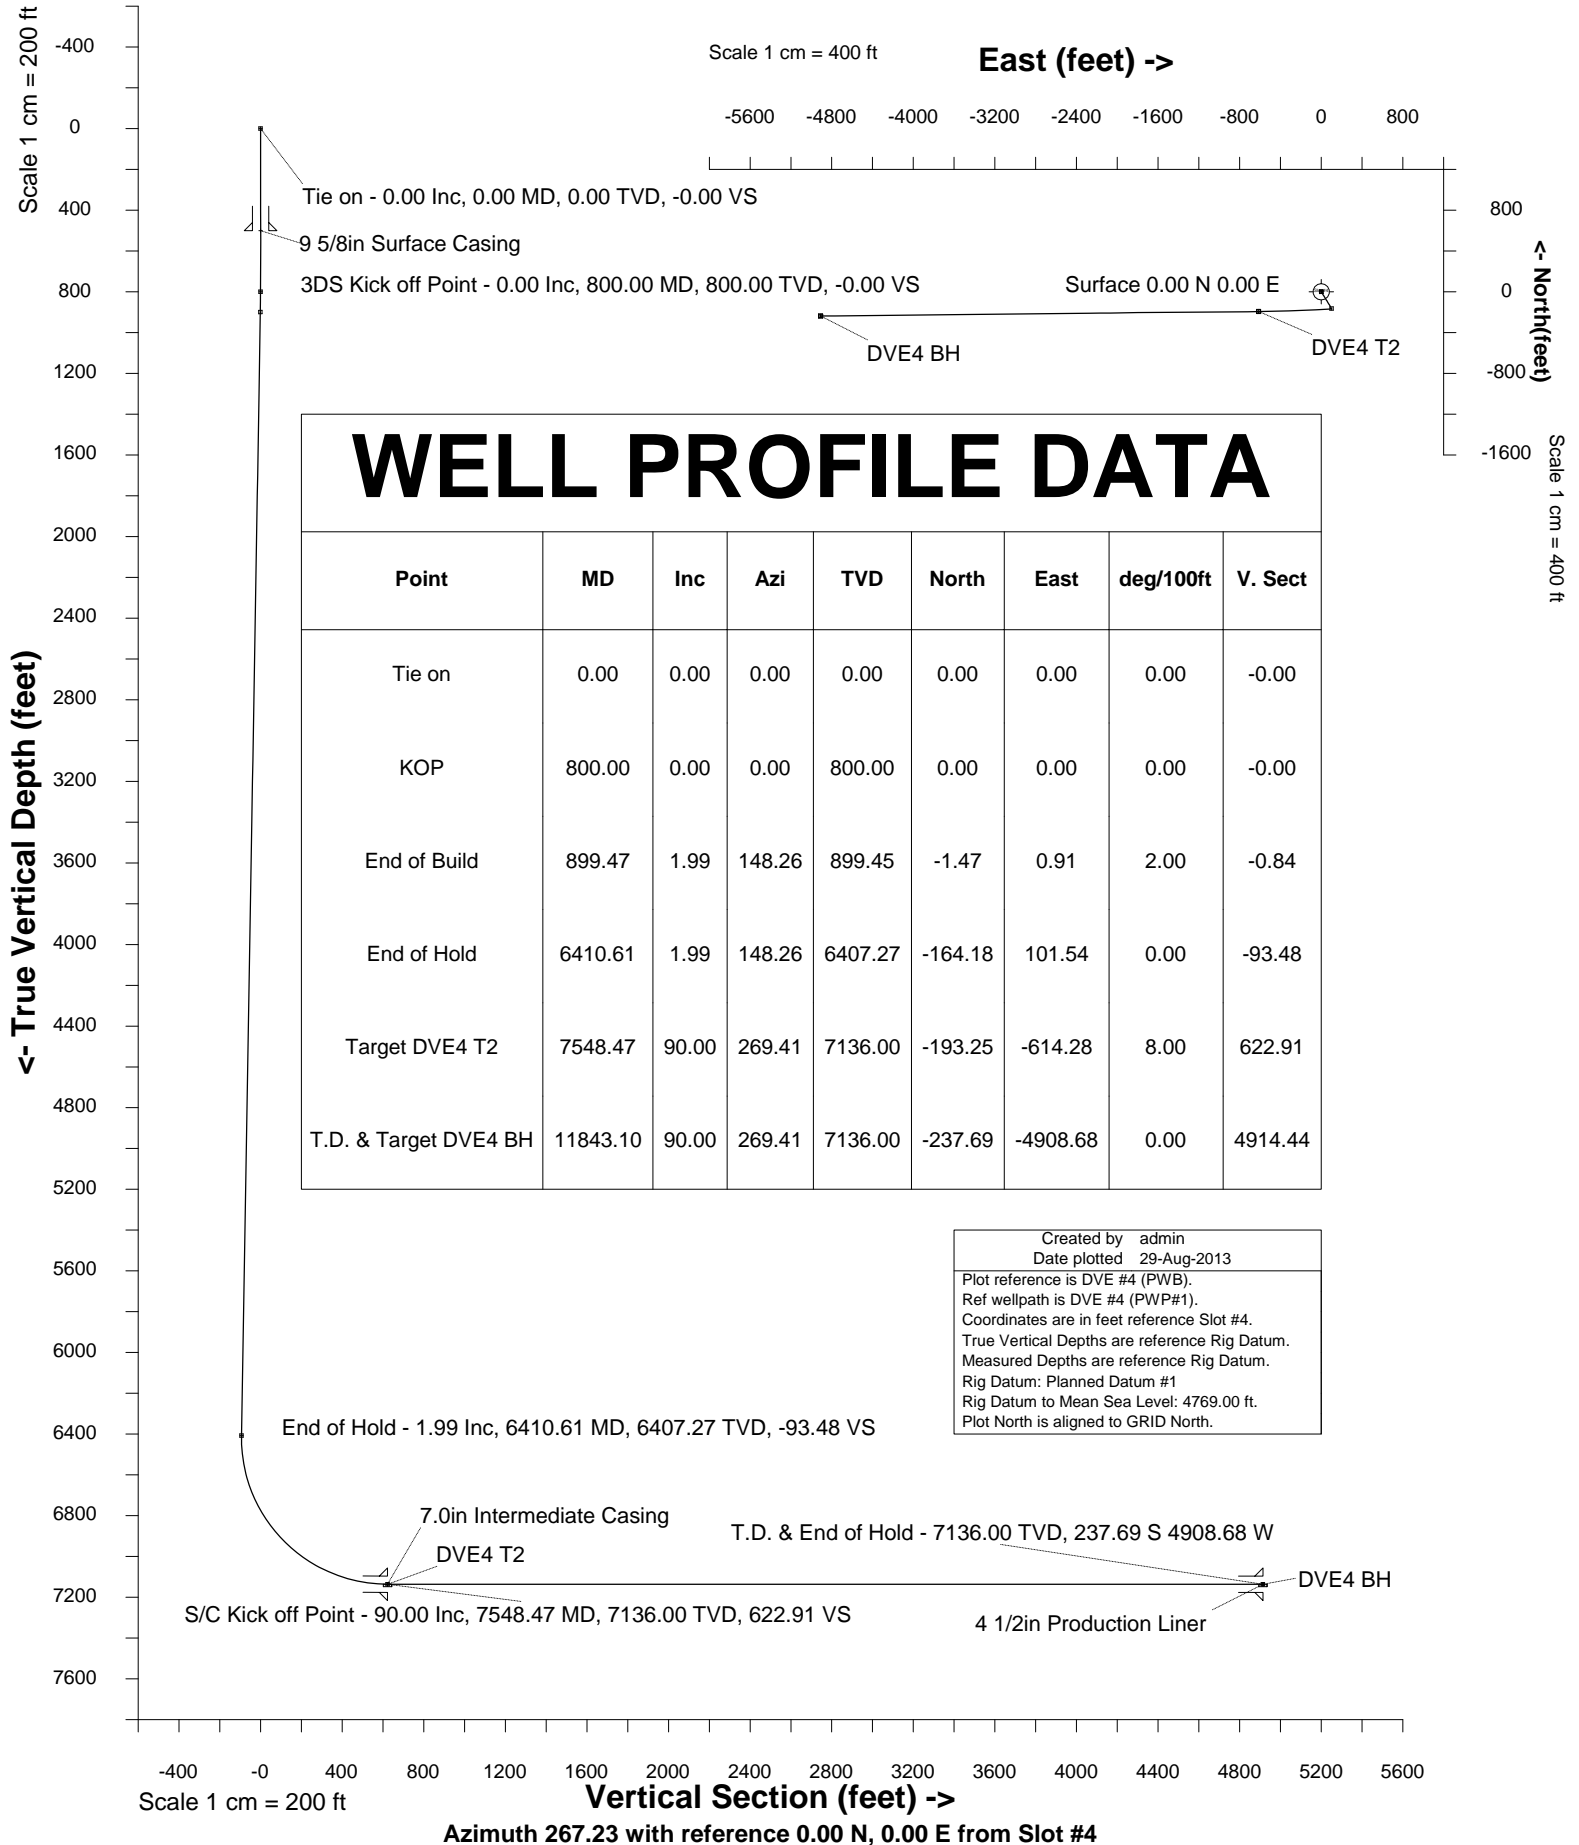 Scale 1 cm = 200 ft
-400
0
400
800
1200
1600
2000
2400
2800
3200
3600
4000
4400
4800
5200
5600
6000
6400
6800
7200
7600
<- True Vertical Depth (feet)
Scale 1 cm = 400 ft
East (feet) ->
-5600 -4800 -4000 -3200 -2400 -1600 -800 0 800
800
0
-800
-1600
<- North(feet)
Scale 1 cm = 400 ft
Tie on - 0.00 Inc, 0.00 MD, 0.00 TVD, -0.00 VS
9 5/8in Surface Casing
3DS Kick off Point - 0.00 Inc, 800.00 MD, 800.00 TVD, -0.00 VS
Surface 0.00 N 0.00 E
DVE4 BH
DVE4 T2
WELL PROFILE DATA
Point MD Inc Azi TVD North East deg/100ft V. Sect
Tie on 0.00 0.00 0.00 0.00 0.00 0.00 0.00 -0.00
KOP 800.00 0.00 0.00 800.00 0.00 0.00 0.00 -0.00
End of Build 899.47 1.99 148.26 899.45 -1.47 0.91 2.00 -0.84
End of Hold 6410.61 1.99 148.26 6407.27 -164.18 101.54 0.00 -93.48
Target DVE4 T2 7548.47 90.00 269.41 7136.00 -193.25 -614.28 8.00 622.91
T.D. & Target DVE4 BH 11843.10 90.00 269.41 7136.00 -237.69 -4908.68 0.00 4914.44
Created by admin
Date plotted 29-Aug-2013
Plot reference is DVE #4 (PWB).
Ref wellpath is DVE #4 (PWP#1).
Coordinates are in feet reference Slot #4.
True Vertical Depths are reference Rig Datum.
Measured Depths are reference Rig Datum.
Rig Datum: Planned Datum #1
Rig Datum to Mean Sea Level: 4769.00 ft.
Plot North is aligned to GRID North.
End of Hold - 1.99 Inc, 6410.61 MD, 6407.27 TVD, -93.48 VS
7.0in Intermediate Casing
T.D. & End of Hold - 7136.00 TVD, 237.69 S 4908.68 W
DVE4 T2
DVE4 BH
S/C Kick off Point - 90.00 Inc, 7548.47 MD, 7136.00 TVD, 622.91 VS
4 1/2in Production Liner
-400 -0 400 800 1200 1600 2000 2400 2800 3200 3600 4000 4400 4800 5200 5600
Scale 1 cm = 200 ft
Vertical Section (feet) ->
Azimuth 267.23 with reference 0.00 N, 0.00 E from Slot #4